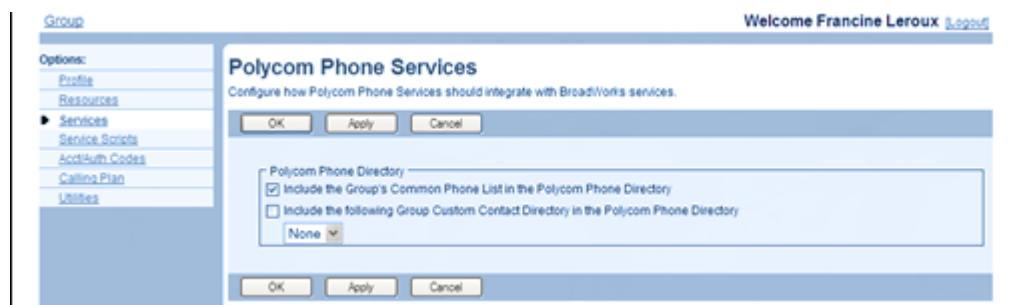 Group
Welcome Francine Leroux [Logout]
Options:
Profile
Resources
Services
Service Scripts
Acct/Auth Codes
Calling Plan
Utilities
Polycom Phone Services
Configure how Polycom Phone Services should integrate with BroadWorks services.
OK Apply Cancel
Polycom Phone Directory
Include the Group's Common Phone List in the Polycom Phone Directory
Include the following Group Custom Contact Directory in the Polycom Phone Directory
None
OK Apply Cancel